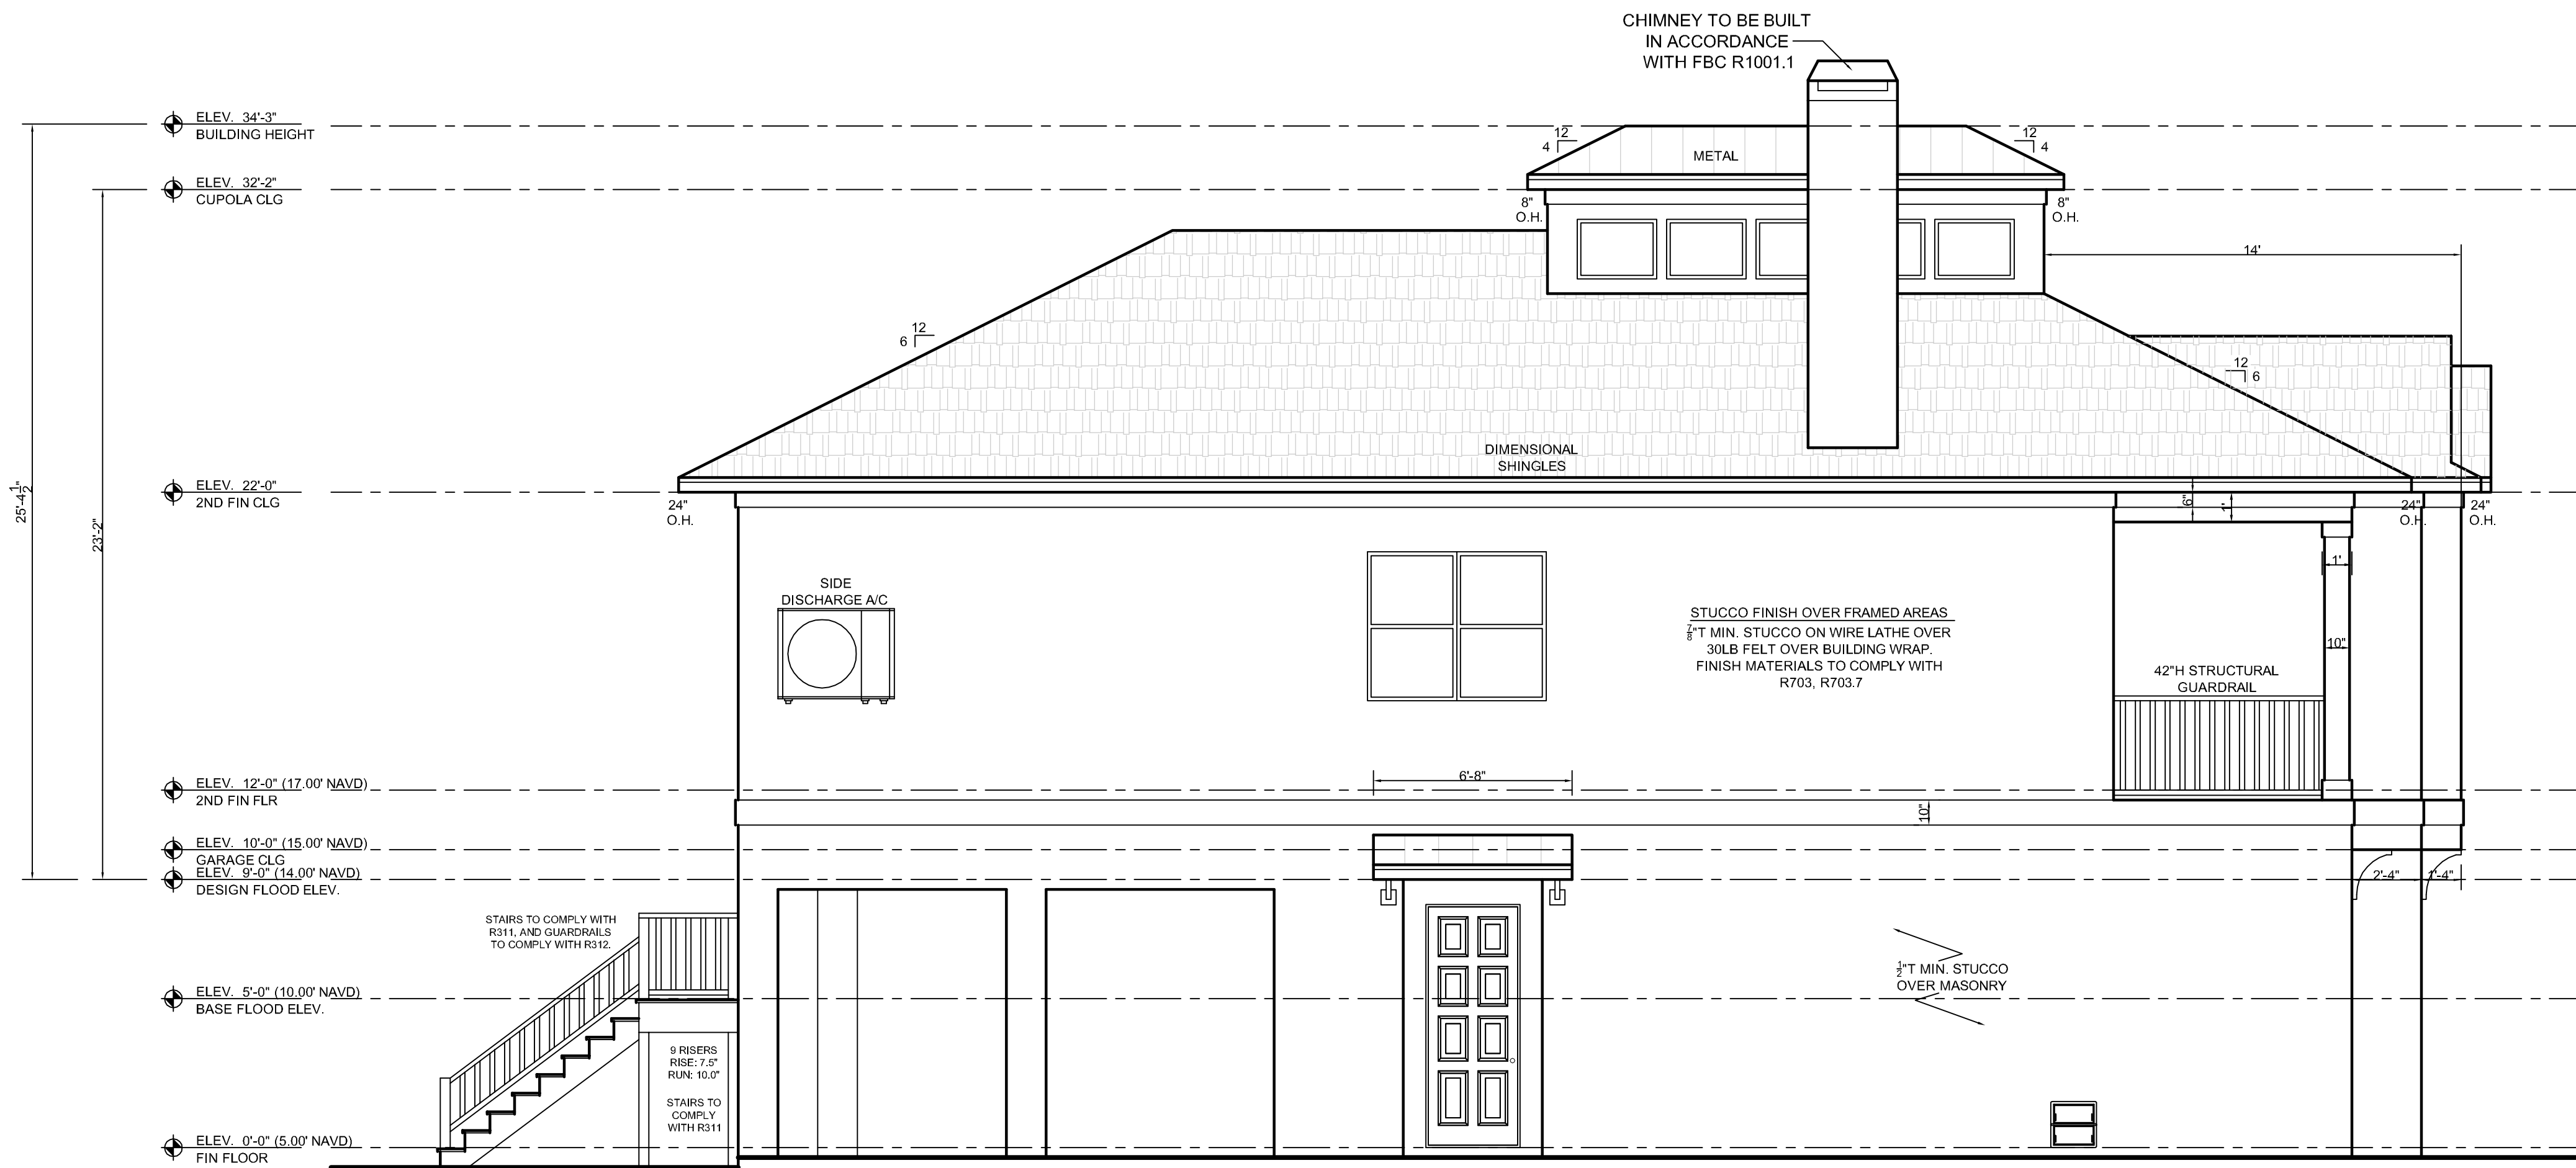 CHIMNEY TO BE BUILT
IN ACCORDANCE
WITH FBC R1001.1
ELEV. 34'-3"
BUILDING HEIGHT
12
4
METAL
12
4
ELEV. 32'-2"
CUPOLA CLG
8"
O.H.
8"
O.H.
14'
12
6
12
6
DIMENSIONAL
SHINGLES
25'-4 1/2"
23'-2"
ELEV. 22'-0"
2ND FIN CLG
24"
O.H.
6"
1'
24"
O.H.
24"
O.H.
SIDE
DISCHARGE A/C
1'
STUCCO FINISH OVER FRAMED AREAS
7/8"T MIN. STUCCO ON WIRE LATHE OVER
30LB FELT OVER BUILDING WRAP.
FINISH MATERIALS TO COMPLY WITH
R703, R703.7
10"
42"H STRUCTURAL
GUARDRAIL
ELEV. 12'-0" (17.00' NAVD)
2ND FIN FLR
6'-8"
10"
ELEV. 10'-0" (15.00' NAVD)
GARAGE CLG
ELEV. 9'-0" (14.00' NAVD)
DESIGN FLOOD ELEV.
2'-4"
1'-4"
STAIRS TO COMPLY WITH
R311, AND GUARDRAILS
TO COMPLY WITH R312.
1/2"T MIN. STUCCO
OVER MASONRY
ELEV. 5'-0" (10.00' NAVD)
BASE FLOOD ELEV.
9 RISERS
RISE: 7.5"
RUN: 10.0"
STAIRS TO
COMPLY
WITH R311
ELEV. 0'-0" (5.00' NAVD)
FIN FLOOR